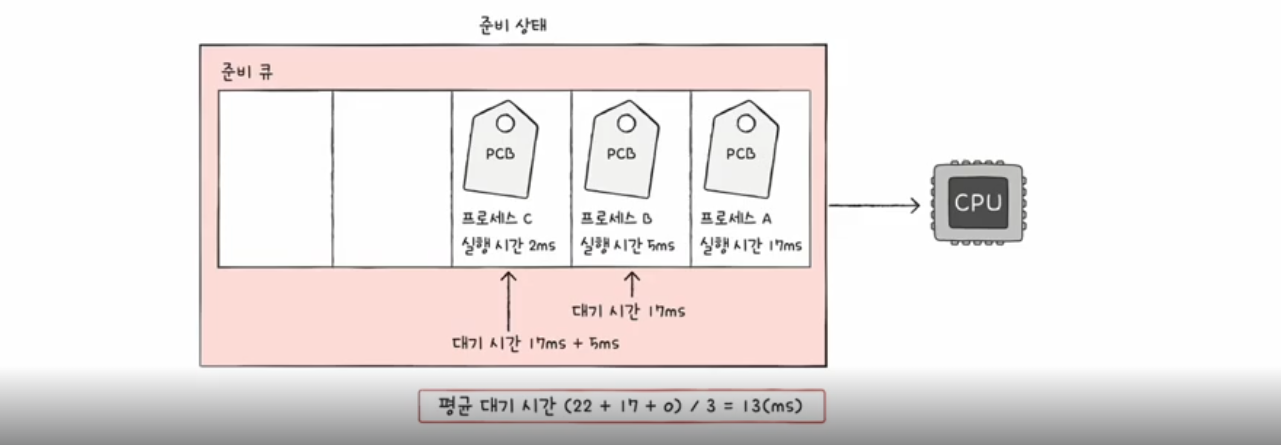 준비 상태
준비 큐
PCB
PCB
PCB
프로세스 C
실행 시간 2ms
프로세스 B
실행 시간 5ms
프로세스 A
실행 시간 17ms
CPU
대기 시간 17ms
대기 시간 17ms + 5ms
평균 대기 시간 (22 + 17 + 0) / 3 = 13(ms)